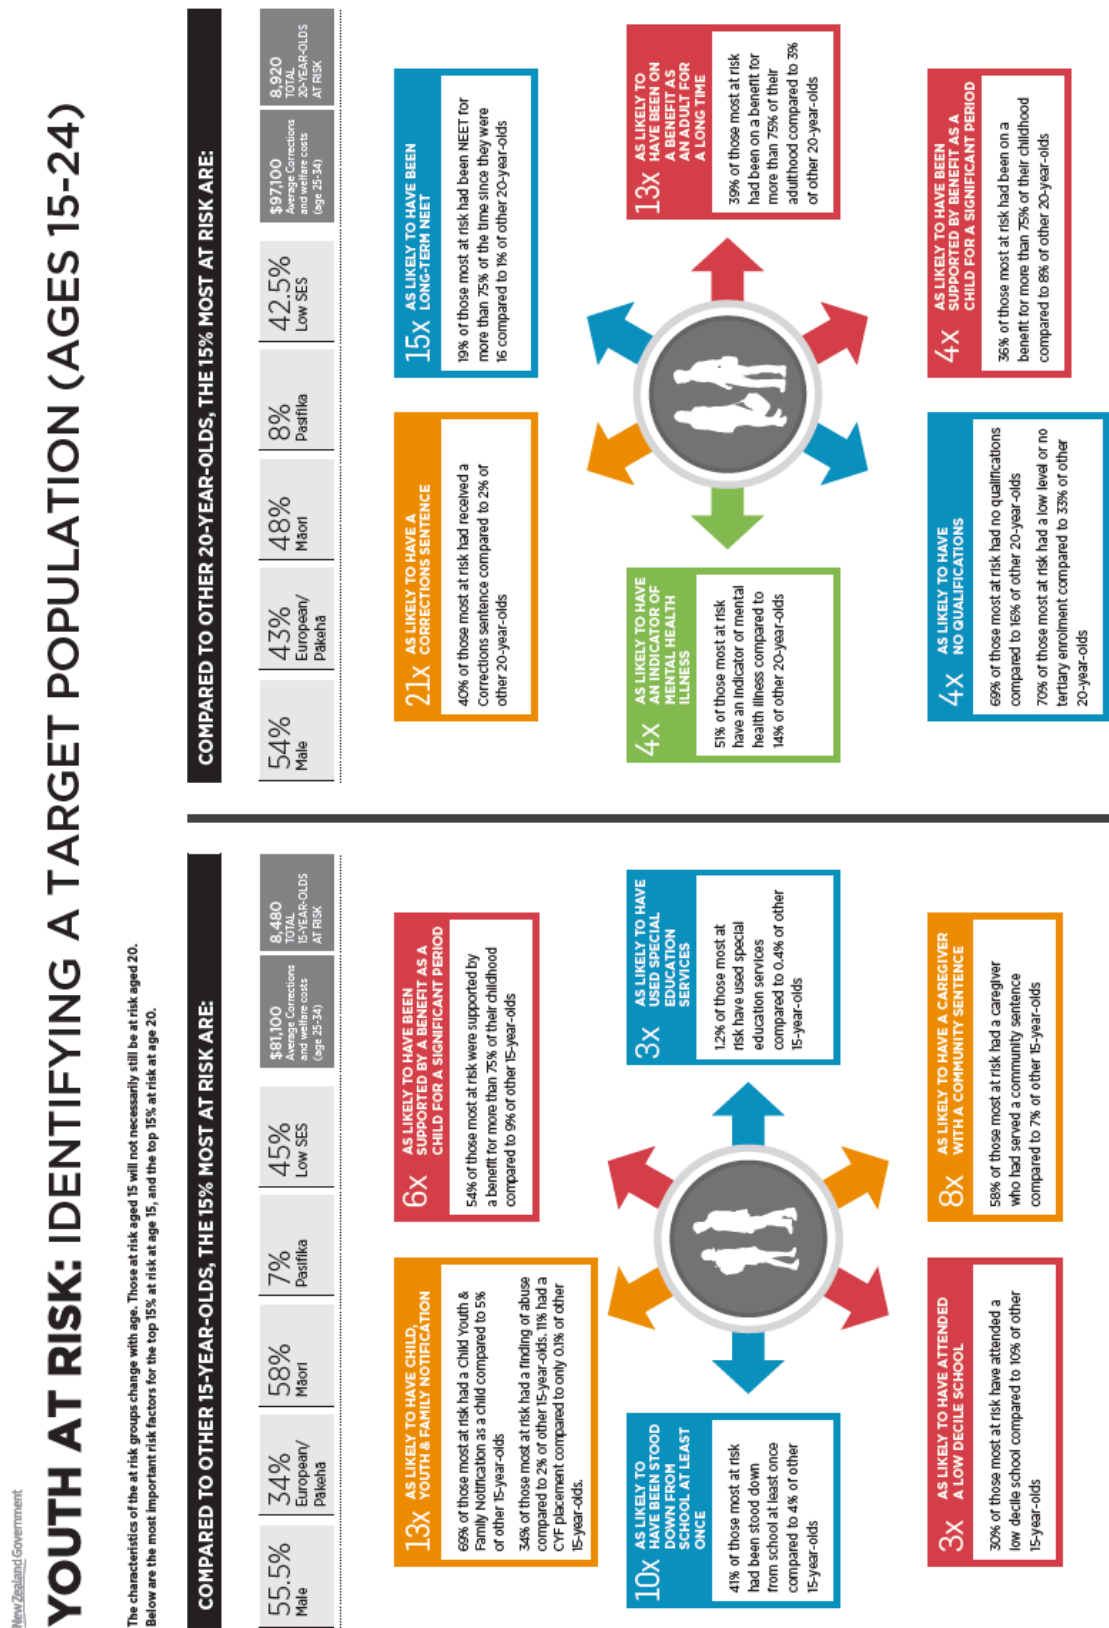 New Zealand Government
YOUTH AT RISK: IDENTIFYING A TARGET POPULATION (AGES 15-24)
The characteristics of the at risk groups change with age. Those at risk aged 15 will not necessarily still be at risk aged 20.
Below are the most important risk factors for the top 15% at risk at age 15, and the top 15% at risk at age 20.
COMPARED TO OTHER 15-YEAR-OLDS, THE 15% MOST AT RISK ARE:
55.5%
Male
34%
European/
Pākehā
58%
Māori
7%
Pasifika
45%
Low SES
$81,100
Average Corrections
and welfare costs
(age 25-34)
8,480
TOTAL
15-YEAR-OLDS
AT RISK
13x AS LIKELY TO HAVE CHILD,
YOUTH & FAMILY NOTIFICATION
69% of those most at risk had a Child Youth &
Family Notification as a child compared to 5%
of other 15-year-olds
34% of those most at risk had a finding of abuse
compared to 2% of other 15-year-olds. 11% had a
CYF placement compared to only 0.1% of other
15-year-olds.
6x AS LIKELY TO HAVE BEEN
SUPPORTED BY A BENEFIT AS A
CHILD FOR A SIGNIFICANT PERIOD
54% of those most at risk were supported by
a benefit for more than 75% of their childhood
compared to 9% of other 15-year-olds
10x AS LIKELY TO
HAVE BEEN STOOD
DOWN FROM
SCHOOL AT LEAST
ONCE
41% of those most at risk
had been stood down
from school at least once
compared to 4% of other
15-year-olds
3x AS LIKELY TO HAVE
USED SPECIAL
EDUCATION
SERVICES
1.2% of those most at
risk have used special
education services
compared to 0.4% of other
15-year-olds
3x AS LIKELY TO HAVE ATTENDED
A LOW DECILE SCHOOL
30% of those most at risk have attended a
low decile school compared to 10% of other
15-year-olds
8x AS LIKELY TO HAVE A CAREGIVER
WITH A COMMUNITY SENTENCE
58% of those most at risk had a caregiver
who had served a community sentence
compared to 7% of other 15-year-olds
COMPARED TO OTHER 20-YEAR-OLDS, THE 15% MOST AT RISK ARE:
54%
Male
43%
European/
Pākehā
48%
Māori
8%
Pasifika
42.5%
Low SES
$97,100
Average Corrections
and welfare costs
(age 25-34)
8,920
TOTAL
20-YEAR-OLDS
AT RISK
21x AS LIKELY TO HAVE A
CORRECTIONS SENTENCE
40% of those most at risk had received a
Corrections sentence compared to 2% of
other 20-year-olds
15x AS LIKELY TO HAVE BEEN
LONG-TERM NEET
19% of those most at risk had been NEET for
more than 75% of the time since they were
16 compared to 1% of other 20-year-olds
4x AS LIKELY TO HAVE
AN INDICATOR OF
MENTAL HEALTH
ILLNESS
51% of those most at risk
have an indicator of mental
health illness compared to
14% of other 20-year-olds
13x AS LIKELY TO
HAVE BEEN ON
A BENEFIT AS
AN ADULT FOR
A LONG TIME
39% of those most at risk
had been on a benefit for
more than 75% of their
adulthood compared to 3%
of other 20-year-olds
4x AS LIKELY TO HAVE
NO QUALIFICATIONS
69% of those most at risk had no qualifications
compared to 16% of other 20-year-olds
70% of those most at risk had a low level or no
tertiary enrolment compared to 33% of other
20-year-olds
4x AS LIKELY TO HAVE BEEN
SUPPORTED BY BENEFIT AS A
CHILD FOR A SIGNIFICANT PERIOD
36% of those most at risk had been on a
benefit for more than 75% of their childhood
compared to 8% of other 20-year-olds